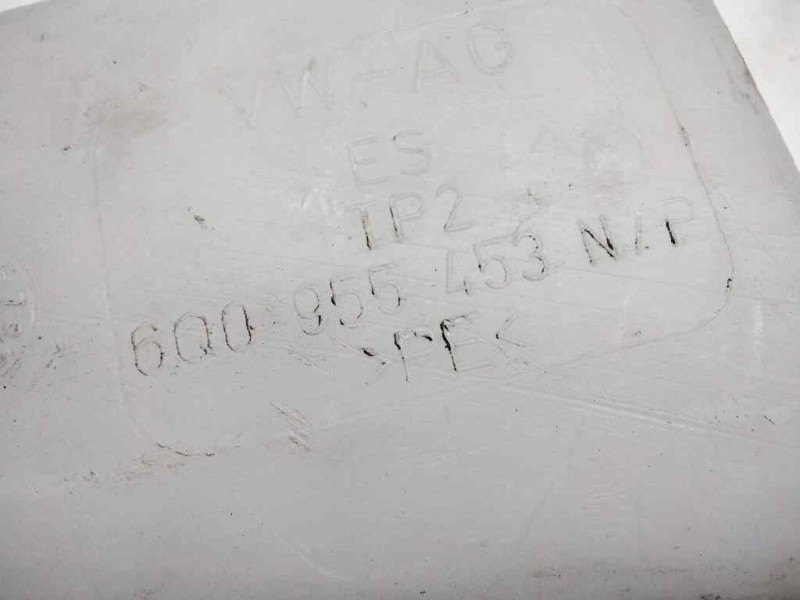 VW-AG
ES
TP2
6Q0 955 453 N/P
>PE<